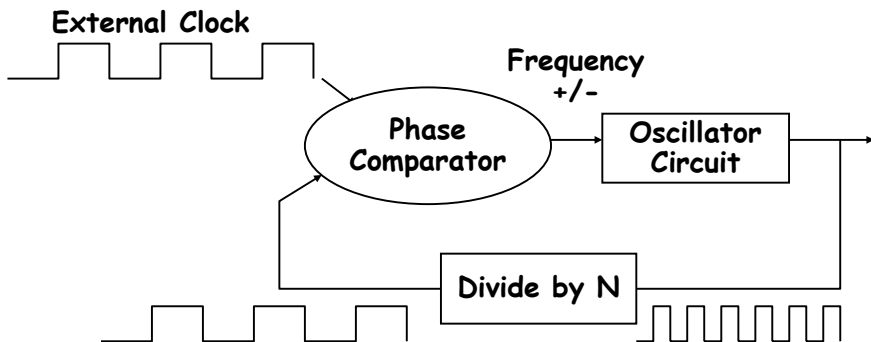 External Clock
Frequency
+/-
Phase
Comparator
Oscillator
Circuit
Divide by N